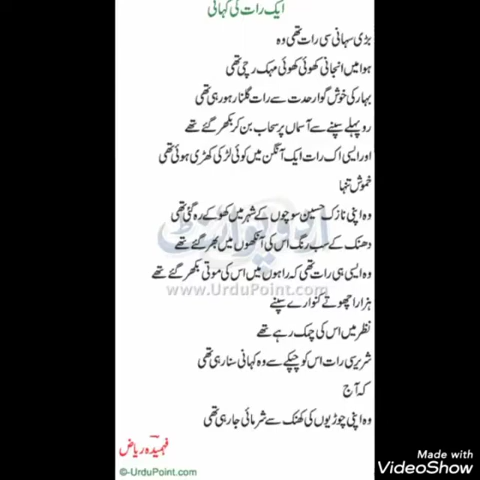 ایک رات کی کہانی
بڑی سہانی سی رات تھی وہ
ہوا میں انجانی کھوئی کھوئی مہک رچی تھی
بہار کی خوش گوار حدت سے رات گلنار ہو رہی تھی
روپہلے سپنے سے آسماں پر سحاب بن کر بکھر گئے تھے
اور ایسی اک رات ایک آنگن میں کوئی لڑکی کھڑی ہوئی تھی
خموش تنہا
وہ اپنی نازک حسین سوچوں کے شہر میں کھو کے رہ گئی تھی
دھنک کے سب رنگ اس کی آنکھوں میں بھر گئے تھے
وہ ایسی ہی رات تھی کہ راہوں میں اس کی موتی بکھر گئے تھے
ہزار اچھوتے کنوارے سپنے
نظر میں اس کی چمک رہے تھے
شریر سی رات اس کو چپکے سے وہ کہانی سنا رہی تھی
کہ آج
وہ اپنی چوڑیوں کی کھنک سے شرمائی جا رہی تھی
فہمیدہ ریاض
اردو پوائنٹ
www.UrduPoint.com
©-UrduPoint.com
Made with
VideoShow